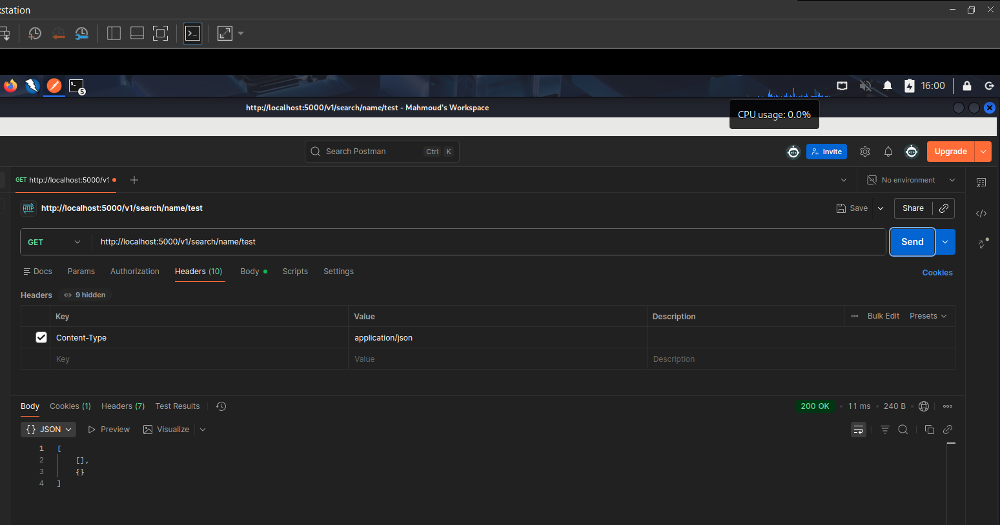 kstation
5
16:00
http://localhost:5000/v1/search/name/test - Mahmoud's Workspace
CPU usage: 0.0%
Search Postman Ctrl K
Invite
Upgrade
GET http://localhost:5000/v1
No environment
HTTP http://localhost:5000/v1/search/name/test
Save
Share
GET http://localhost:5000/v1/search/name/test
Send
Docs Params Authorization Headers (10) Body Scripts Settings
Cookies
Headers 9 hidden
Key Value Description Bulk Edit Presets
Content-Type application/json
Key Value Description
Body Cookies (1) Headers (7) Test Results
200 OK • 11 ms • 240 B •
{} JSON Preview Visualize
1 [
2 [],
3 {}
4 ]